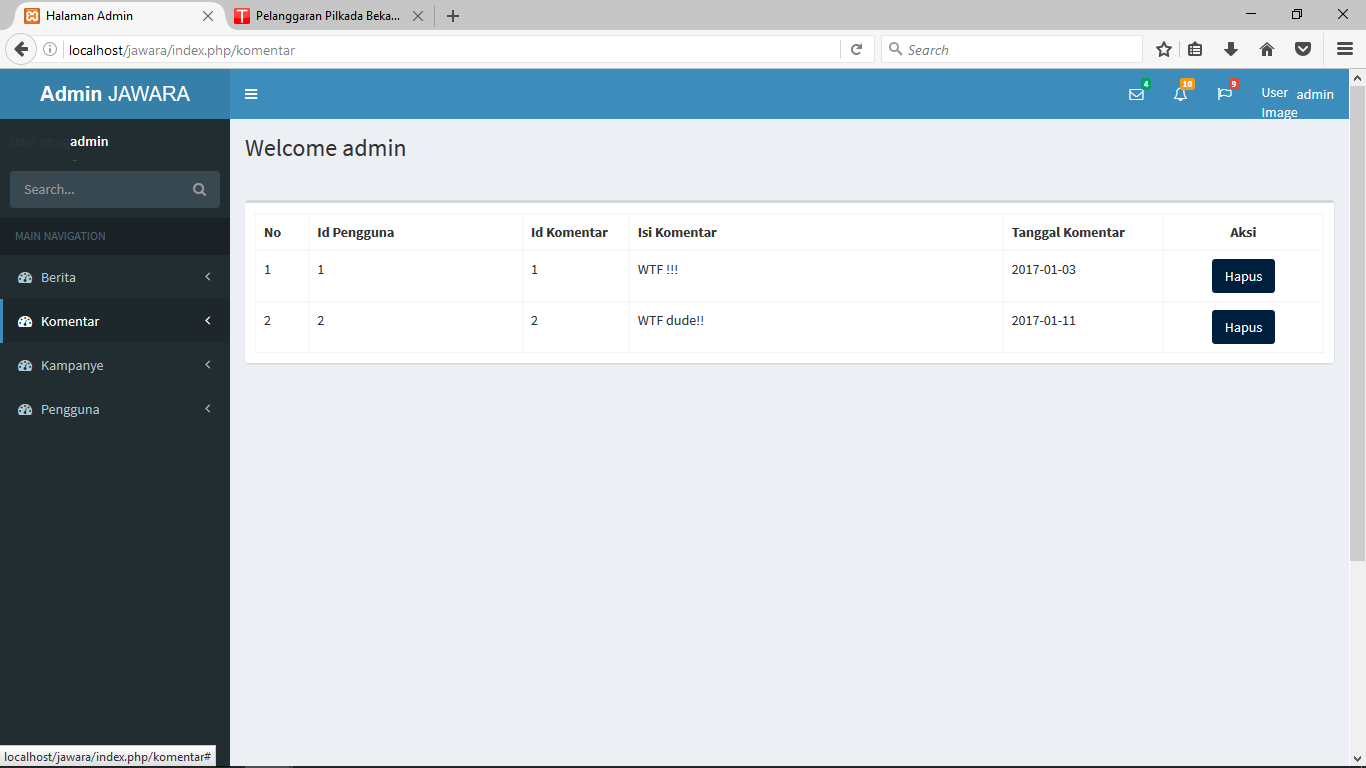 Halaman Admin
Pelanggaran Pilkada Beka...
localhost/jawara/index.php/komentar
Search
Admin JAWARA
4
10
9
User Image
admin
User Image
admin
Search...
MAIN NAVIGATION
Berita
Komentar
Kampanye
Pengguna
Welcome admin
No Id Pengguna Id Komentar Isi Komentar Tanggal Komentar Aksi
1 1 1 WTF !!! 2017-01-03 Hapus
2 2 2 WTF dude!! 2017-01-11 Hapus
localhost/jawara/index.php/komentar#